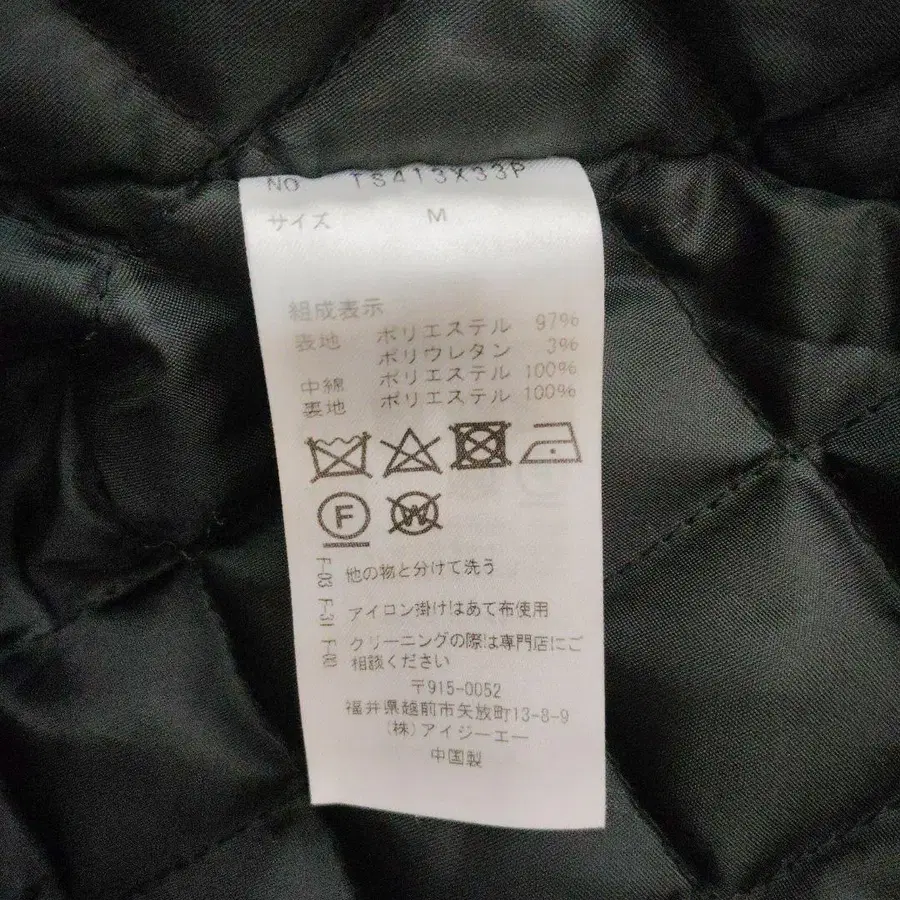 NO TS413X33P
サイズ M
組成表示
表地 ポリエステル 97%
ポリウレタン 3%
中綿 ポリエステル 100%
裏地 ポリエステル 100%
F
W
F-03 他の物と分けて洗う
F-31 アイロン掛けはあて布使用
F-00 クリーニングの際は専門店にご
相談ください
〒915-0052
福井県越前市矢放町13-8-9
(株)アイジーエー
中国製